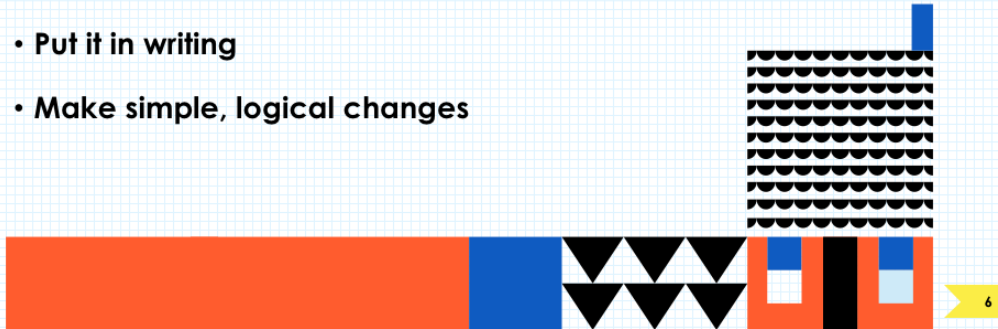 • Put it in writing
• Make simple, logical changes
6